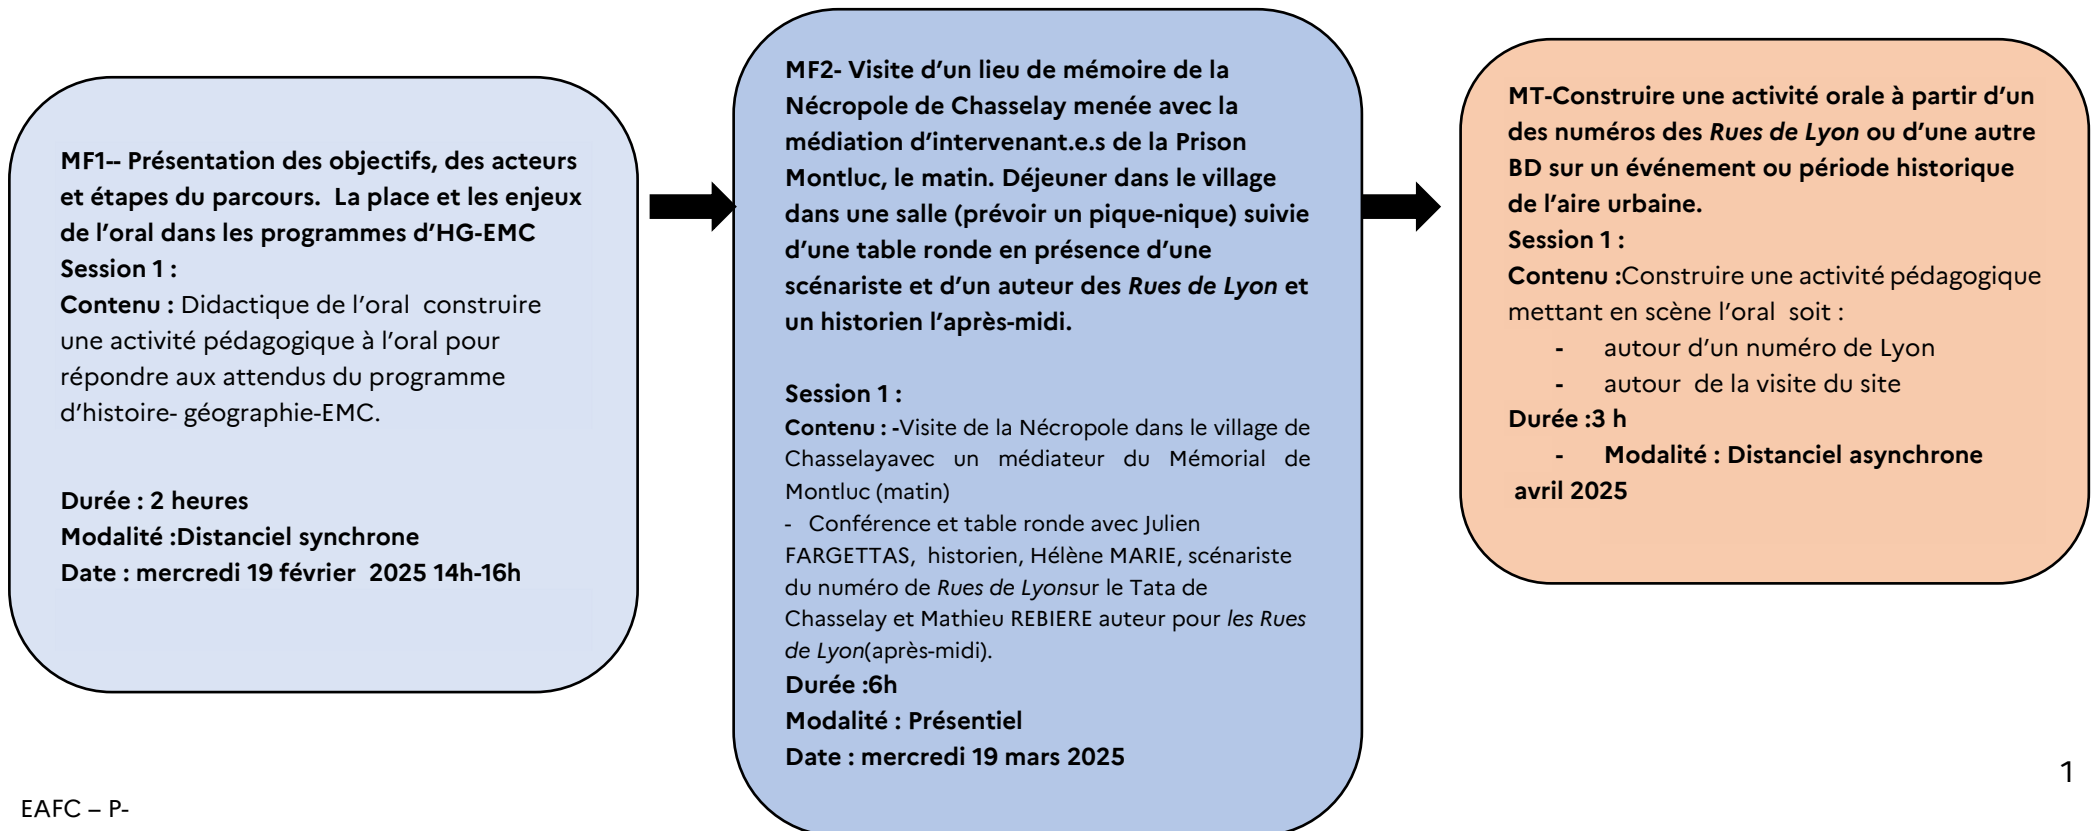 MF1-- Présentation des objectifs, des acteurs
et étapes du parcours.  La place et les enjeux
de l’oral dans les programmes d’HG-EMC
Session 1 :
Contenu : Didactique de l’oral  construire
une activité pédagogique à l’oral pour
répondre aux attendus du programme
d’histoire- géographie-EMC.
Durée : 2 heures
Modalité :Distanciel synchrone
Date : mercredi 19 février  2025 14h-16h
MF2- Visite d’un lieu de mémoire de la
Nécropole de Chasselay menée avec la
médiation d’intervenant.e.s de la Prison
Montluc, le matin. Déjeuner dans le village
dans une salle (prévoir un pique-nique) suivie
d’une table ronde en présence d’une
scénariste et d’un auteur des Rues de Lyon et
un historien l’après-midi.
Session 1 :
Contenu : -Visite de la Nécropole dans le village de
Chasselayavec un médiateur du Mémorial de
Montluc (matin)
-   Conférence et table ronde avec Julien
FARGETTAS,  historien, Hélène MARIE, scénariste
du numéro de Rues de Lyonsur le Tata de
Chasselay et Mathieu REBIERE auteur pour les Rues
de Lyon(après-midi).
Durée :6h
Modalité : Présentiel
Date : mercredi 19 mars 2025
MT-Construire une activité orale à partir d’un
des numéros des Rues de Lyon ou d’une autre
BD sur un événement ou période historique
de l’aire urbaine.
Session 1 :
Contenu :Construire une activité pédagogique
mettant en scène l’oral  soit :
- autour d’un numéro de Lyon
- autour  de la visite du site
Durée :3 h
- Modalité : Distanciel asynchrone
avril 2025
1
EAFC – P-